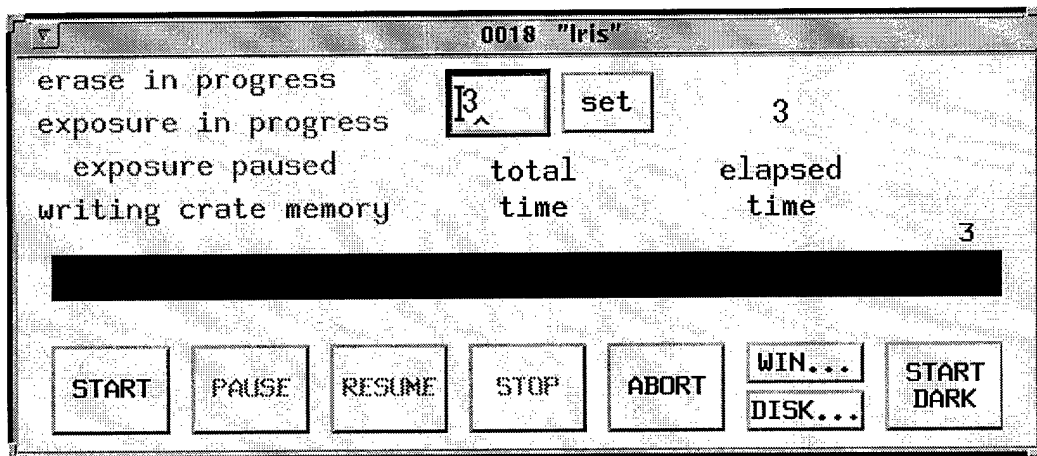 0018 "Iris"
erase in progress
exposure in progress
exposure paused
writing crate memory
3
set
3
total
time
elapsed
time
3
START
PAUSE
RESUME
STOP
ABORT
WIN...
DISK...
START
DARK